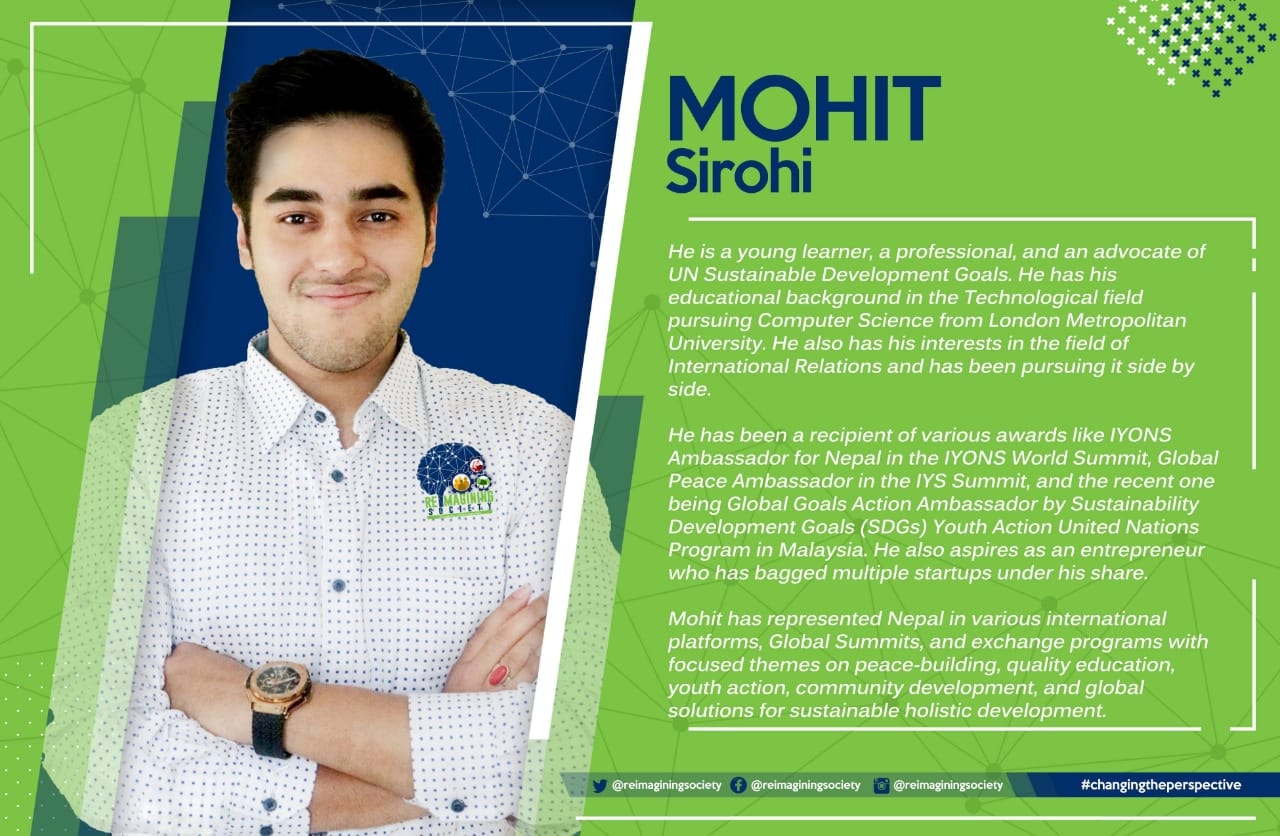 MOHIT
Sirohi
He is a young learner, a professional, and an advocate of
UN Sustainable Development Goals. He has his
educational background in the Technological field
pursuing Computer Science from London Metropolitan
University. He also has his interests in the field of
International Relations and has been pursuing it side by
side.
He has been a recipient of various awards like IYONS
Ambassador for Nepal in the IYONS World Summit, Global
Peace Ambassador in the IYS Summit, and the recent one
being Global Goals Action Ambassador by Sustainability
Development Goals (SDGs) Youth Action United Nations
Program in Malaysia. He also aspires as an entrepreneur
who has bagged multiple startups under his share.
Mohit has represented Nepal in various international
platforms, Global Summits, and exchange programs with
focused themes on peace-building, quality education,
youth action, community development, and global
solutions for sustainable holistic development.
RE MAGINING
SOCIETY
@reimaginingsociety @reimaginingsociety @reimaginingsociety #changingtheperspective